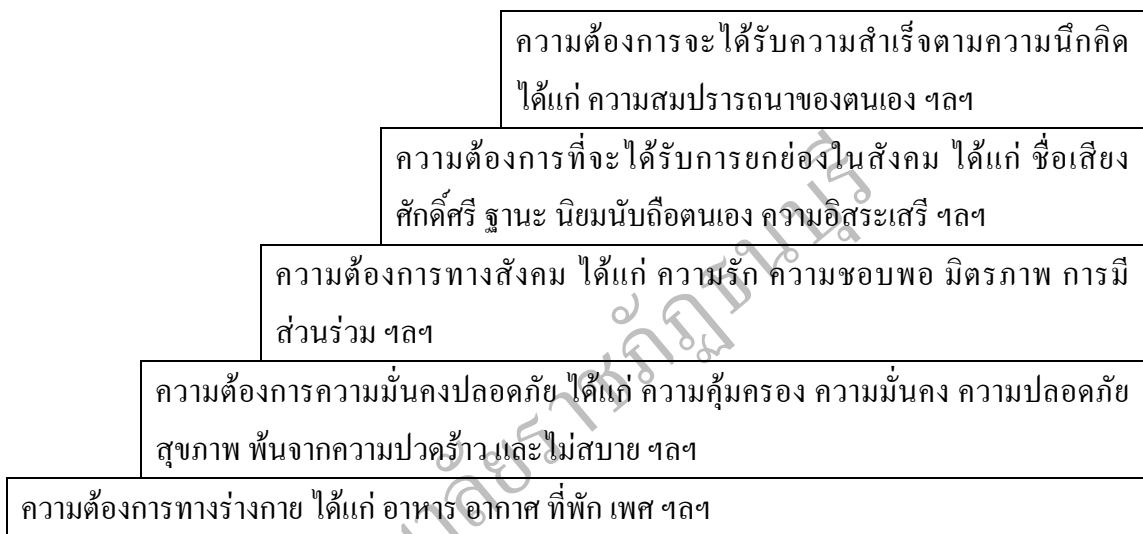 ความต้องการจะได้รับความสำเร็จตามความนึกคิด
ได้แก่ ความสมปรารถนาของตนเอง ฯลฯ
ความต้องการที่จะได้รับการยกย่องในสังคม ได้แก่ ชื่อเสียง
ศักดิ์ศรี ฐานะ นิยมนับถือตนเอง ความอิสระเสรี ฯลฯ
ความต้องการทางสังคม ได้แก่ ความรัก ความชอบพอ มิตรภาพ การมี
ส่วนร่วม ฯลฯ
ความต้องการความมั่นคงปลอดภัย ได้แก่ ความคุ้มครอง ความมั่นคง ความปลอดภัย
สุขภาพ พ้นจากความปวดร้าว และไม่สบาย ฯลฯ
ความต้องการทางร่างกาย ได้แก่ อาหาร อากาศ ที่พัก เพศ ฯลฯ
ราชภัฏธนบุรี